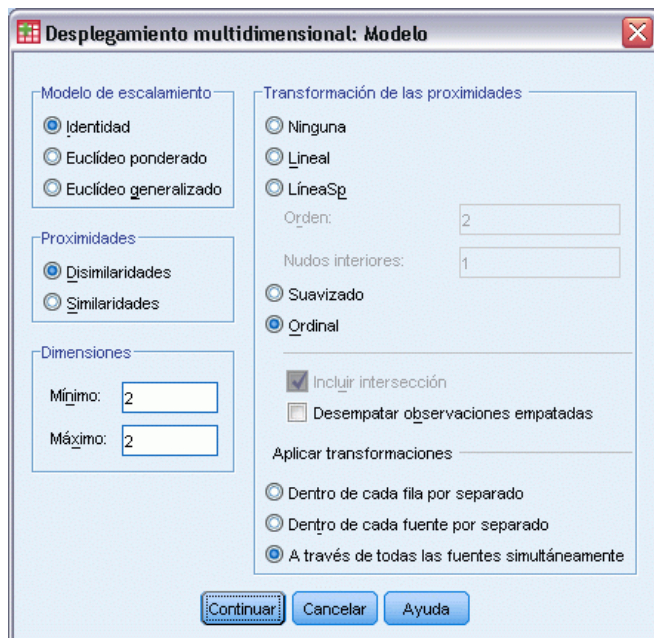 Desplegamiento multidimensional: Modelo
Modelo de escalamiento
Identidad
Euclídeo ponderado
Euclídeo generalizado
Proximidades
Disimilaridades
Similaridades
Dimensiones
Mínimo: 2
Máximo: 2
Transformación de las proximidades
Ninguna
Lineal
LíneaSp
Orden: 2
Nudos interiores: 1
Suavizado
Ordinal
Incluir intersección
Desempatar observaciones empatadas
Aplicar transformaciones
Dentro de cada fila por separado
Dentro de cada fuente por separado
A través de todas las fuentes simultáneamente
Continuar Cancelar Ayuda